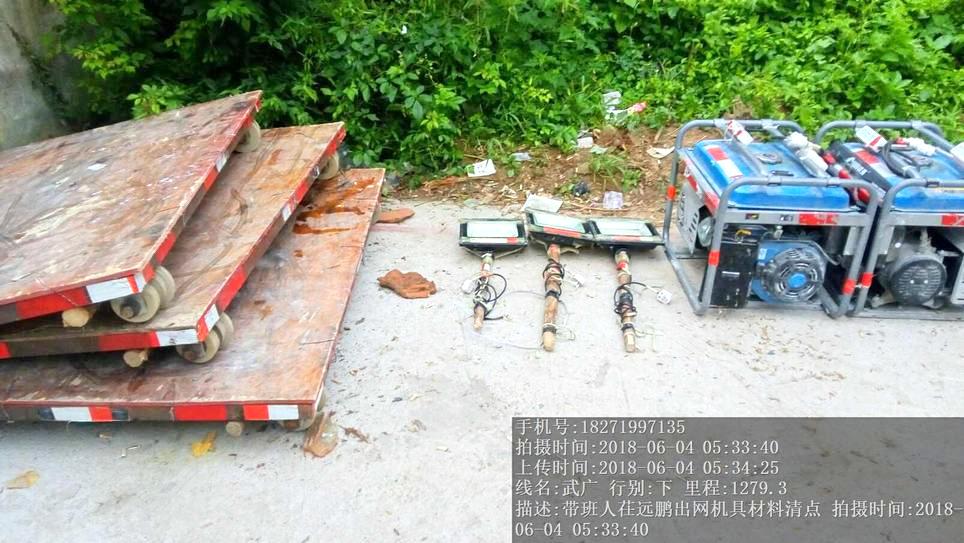 手机号:18271997135
拍摄时间:2018-06-04 05:33:40
上传时间:2018-06-04 05:34:25
线名:武广 行别:下 里程:1279.3
描述:带班人茌远鹏出网机具材料清点 拍摄时间:2018-
06-04 05:33:40